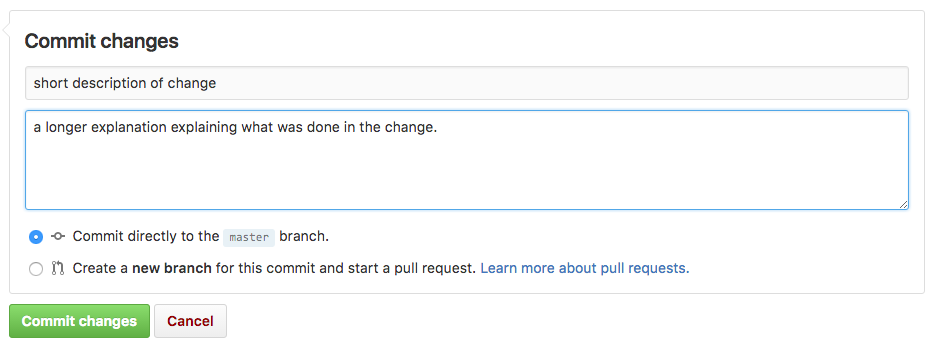 Commit changes
short description of change
a longer explanation explaining what was done in the change.
Commit directly to the master branch.
Create a new branch for this commit and start a pull request. Learn more about pull requests.
Commit changes Cancel